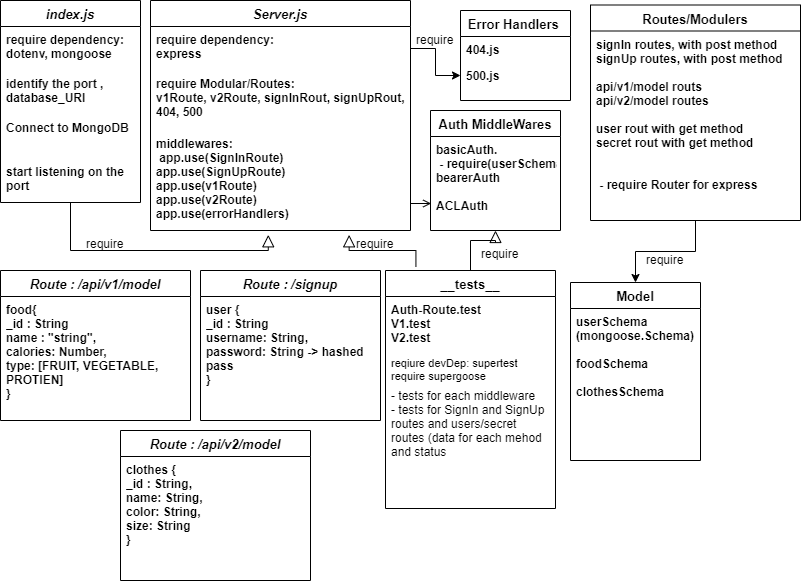 index.js
require dependency:
dotenv, mongoose
identify the port ,
database_URI
Connect to MongoDB
start listening on the
port
Server.js
require dependency:
express
require Modular/Routes:
v1Route, v2Route, signInRout, signUpRout,
404, 500
middlewares:
app.use(SignInRoute)
app.use(SignUpRoute)
app.use(v1Route)
app.use(v2Route)
app.use(errorHandlers)
require
Error Handlers
404.js
500.js
Auth MiddleWares
basicAuth.
- require(userSchem
bearerAuth
ACLAuth
Routes/Modulers
signIn routes, with post method
signUp routes, with post method
api/v1/model routs
api/v2/model routes
user rout with get method
secret rout with get method
- require Router for express
require
require
require
require
Route : /api/v1/model
food{
_id : String
name : "string",
calories: Number,
type: [FRUIT, VEGETABLE,
PROTIEN]
}
Route : /signup
user {
_id : String
username: String,
password: String -> hashed
pass
}
__tests__
Auth-Route.test
V1.test
V2.test
reqiure devDep: supertest
require supergoose
- tests for each middleware
- tests for SignIn and SignUp
routes and users/secret
routes (data for each mehod
and status
Model
userSchema
(mongoose.Schema)
foodSchema
clothesSchema
Route : /api/v2/model
clothes {
_id : String,
name: String,
color: String,
size: String
}